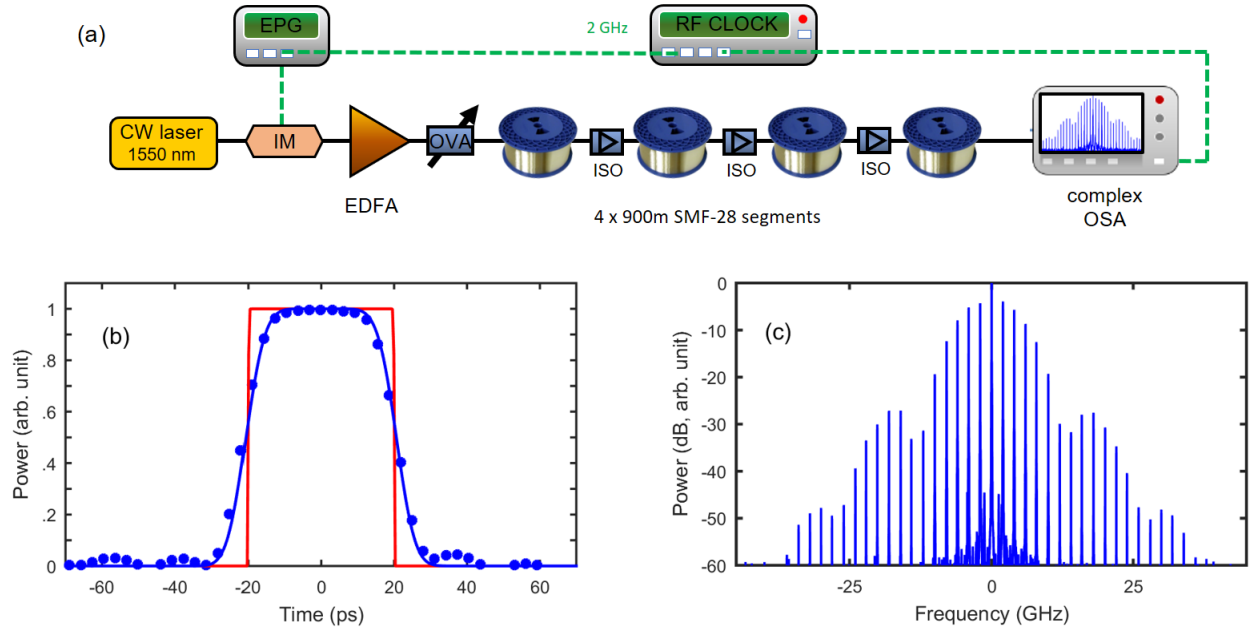 (a)
EPG
2 GHz
RF CLOCK
CW laser
1550 nm
IM
OVA
EDFA
ISO
ISO
ISO
4 x 900m SMF-28 segments
complex
OSA
(b)
Power (arb. unit)
1
.8
.6
.4
.2
0
-60
-40
-20
0
20
40
60
Time (ps)
(c)
Power (dB, arb. unit)
0
-10
-20
-30
-40
-50
-60
-25
0
25
Frequency (GHz)